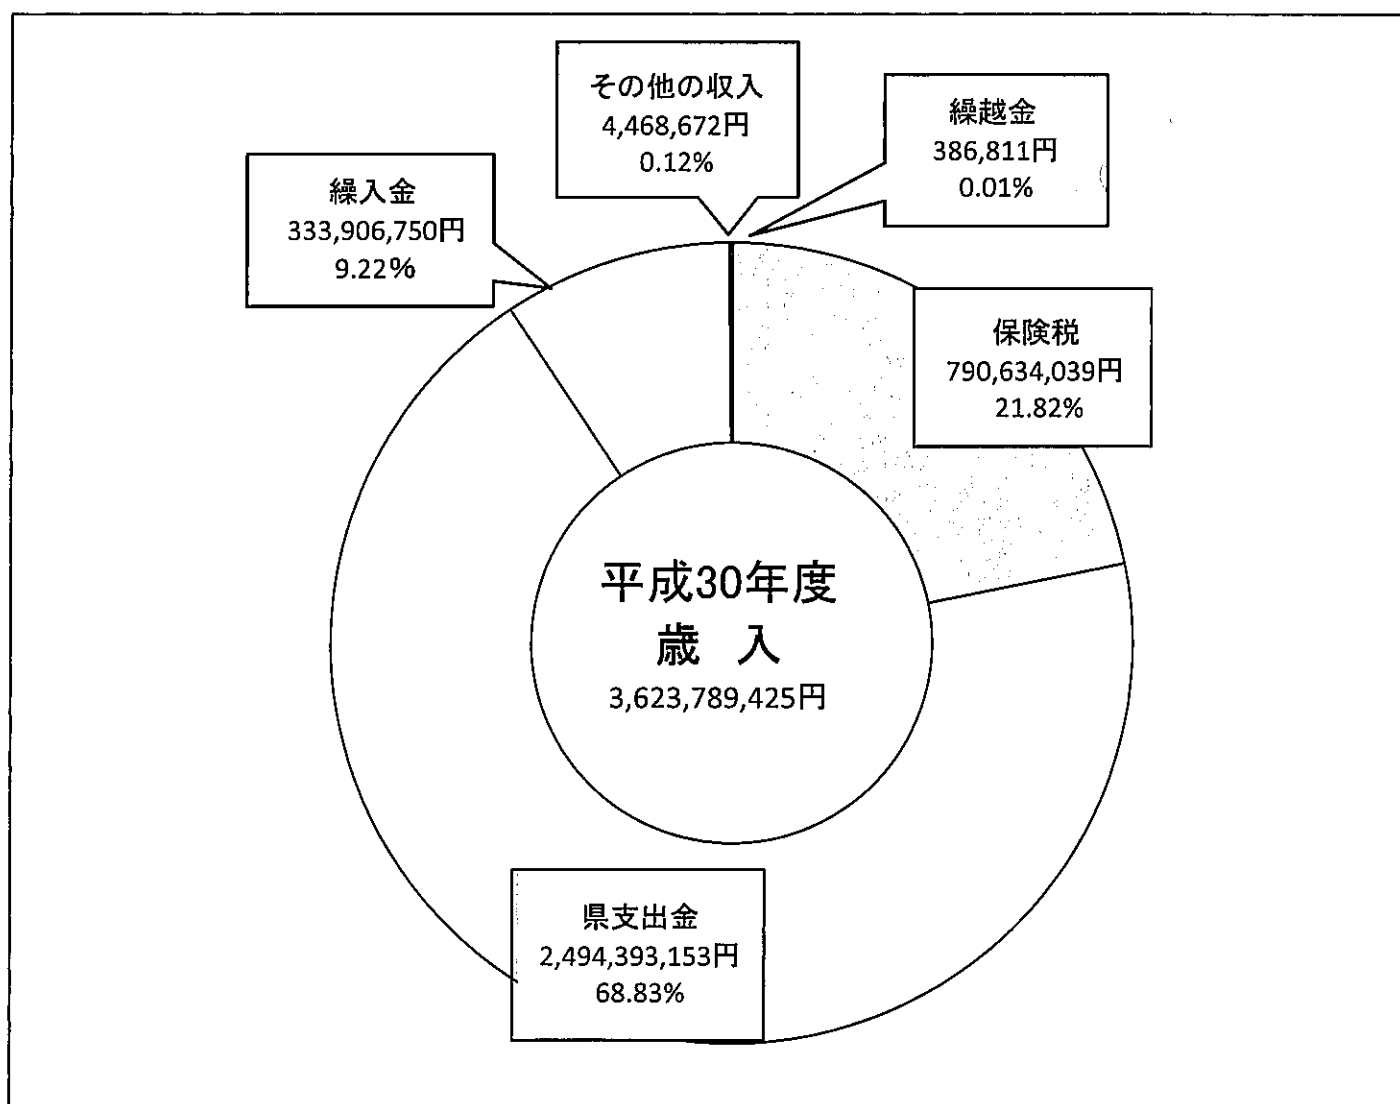 その他の収入
4,468,672円
0.12%
繰越金
386,811円
0.01%
繰入金
333,906,750円
9.22%
保険税
790,634,039円
21.82%
平成30年度
歳 入
3,623,789,425円
県支出金
2,494,393,153円
68.83%